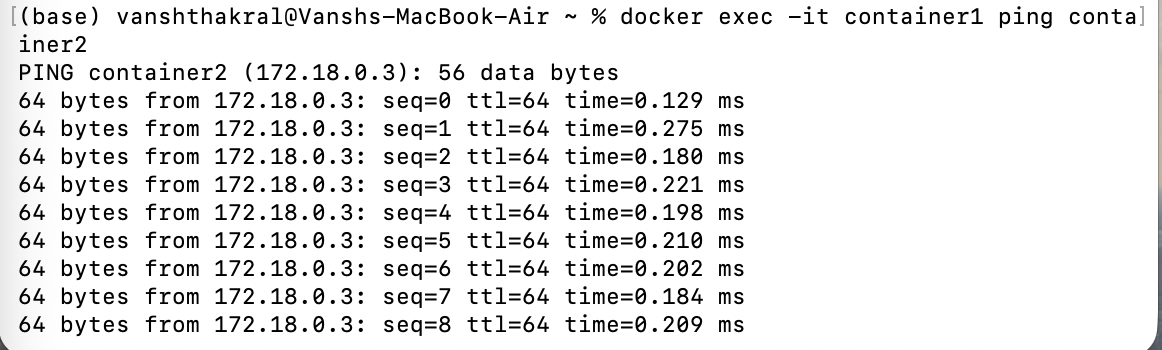 [(base) vanshthakral@Vanshs-MacBook-Air ~ % docker exec -it container1 ping conta]
iner2
PING container2 (172.18.0.3): 56 data bytes
64 bytes from 172.18.0.3: seq=0 ttl=64 time=0.129 ms
64 bytes from 172.18.0.3: seq=1 ttl=64 time=0.275 ms
64 bytes from 172.18.0.3: seq=2 ttl=64 time=0.180 ms
64 bytes from 172.18.0.3: seq=3 ttl=64 time=0.221 ms
64 bytes from 172.18.0.3: seq=4 ttl=64 time=0.198 ms
64 bytes from 172.18.0.3: seq=5 ttl=64 time=0.210 ms
64 bytes from 172.18.0.3: seq=6 ttl=64 time=0.202 ms
64 bytes from 172.18.0.3: seq=7 ttl=64 time=0.184 ms
64 bytes from 172.18.0.3: seq=8 ttl=64 time=0.209 ms